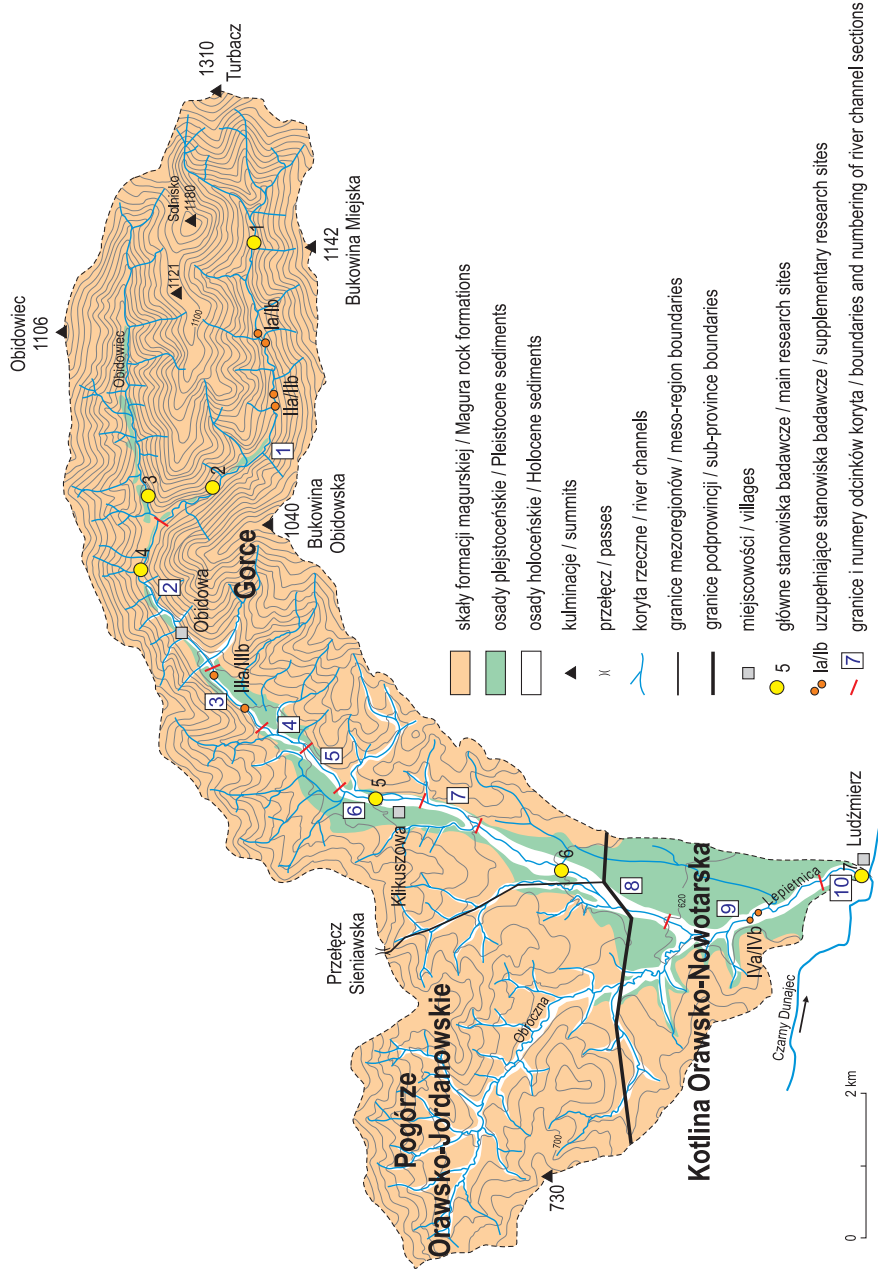 1310
Turbacz
Obidowiec
1106
Solnisko
1180
1121
1100
Obidowiec
1
1142
Bukowina Miejska
Ia/Ib
IIa/IIb
1
2
3
1040
Bukowina
Obidowska
4
2
Gorce
Obidowa
IIIa/IIIb
3
4
5
6
5
Klikuszowa
7
Przełęcz
Sieniawska
6
8
620
Pogórze
Orawsko-Jordanowskie
Obroczna
700
730
Kotlina Orawsko-Nowotarska
9
Lepietnica
IVa/IVb
10
7
Ludźmierz
Czarny Dunajec
0
2 km
skały formacji magurskiej / Magura rock formations
osady plejstoceńskie / Pleistocene sediments
osady holoceńskie / Holocene sediments
kulminacje / summits
przełęcz / passes
koryta rzeczne / river channels
granice mezoregionów / meso-region boundaries
granice podprowincji / sub-province boundaries
miejscowości / villages
5 główne stanowiska badawcze / main research sites
Ia/Ib uzupełniające stanowiska badawcze / supplementary research sites
7 granice i numery odcinków koryta / boundaries and numbering of river channel sections